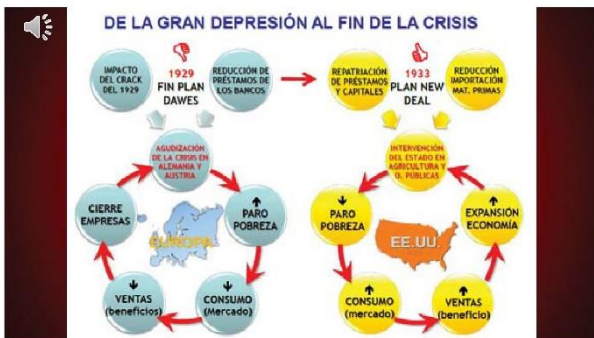 DE LA GRAN DEPRESIÓN AL FIN DE LA CRISIS
IMPACTO
DEL CRACK
DEL 1929
1929
FIN PLAN
DAWES
REDUCCIÓN DE
PRÉSTAMOS DE
LOS BANCOS
REPATRIACIÓN
DE PRÉSTAMOS
Y CAPITALES
1933
PLAN NEW
DEAL
REDUCCIÓN
IMPORTACIÓN
MAT. PRIMAS
AGUDIZACIÓN
DE LA CRISIS EN
ALEMANIA Y
AUSTRIA
PARO
POBREZA
CONSUMO
(Mercado)
VENTAS
(beneficios)
CIERRE
EMPRESAS
EUROPA
INTERVENCIÓN
DEL ESTADO EN
AGRICULTURA Y
O. PÚBLICAS
PARO
POBREZA
CONSUMO
(mercado)
VENTAS
(beneficio)
EXPANSIÓN
ECONOMÍA
EE.UU.